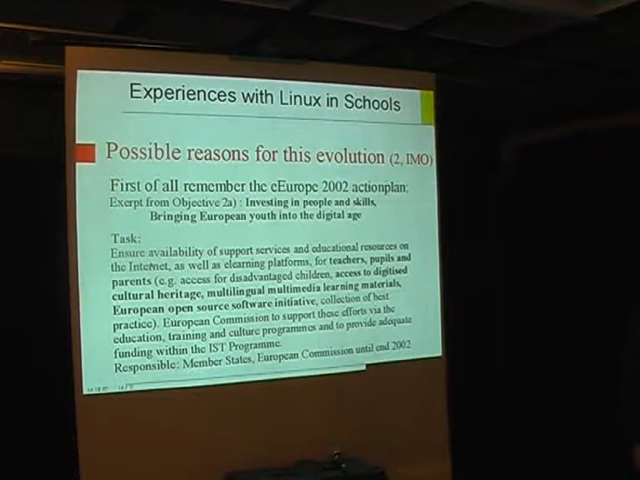 Experiences with Linux in Schools
Possible reasons for this evolution (2, IMO)
First of all remember the eEurope 2002 actionplan:
Exerpt from Objective 2a) : Investing in people and skills,
Bringing European youth into the digital age
Task:
Ensure availability of support services and educational resources on
the Internet, as well as elearning platforms, for teachers, pupils and
parents (e.g. access for disadvantaged children, access to digitised
cultural heritage, multilingual multimedia learning materials,
European open source software initiative, collection of best
practice). European Commission to support these efforts via the
education, training and culture programmes and to provide adequate
funding within the IST Programme.
Responsible: Member States, European Commission until end 2002